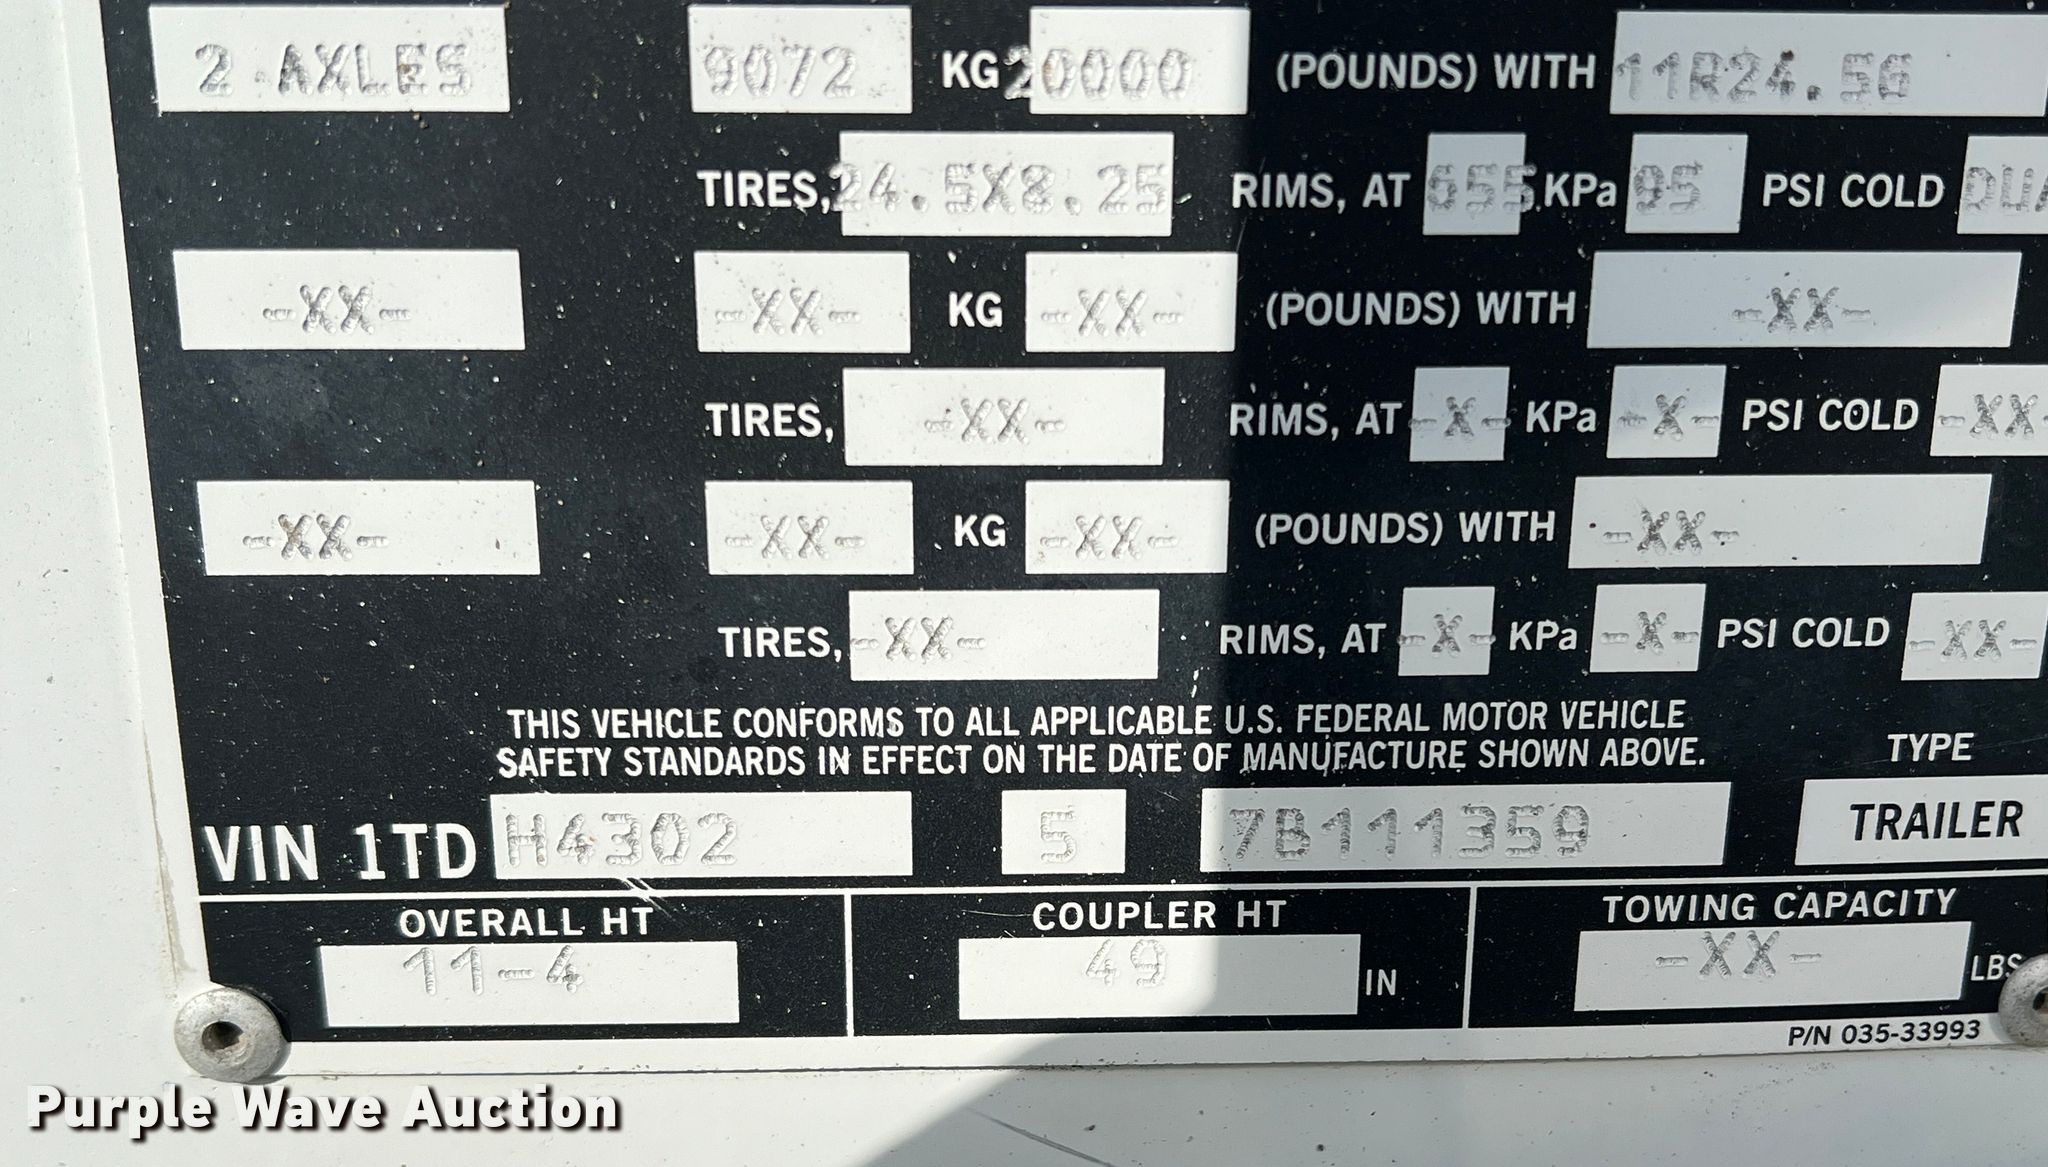 2 AXLES 9072 KG 20000 (POUNDS) WITH 11R24.5G
TIRES, 24.5X8.25 RIMS, AT 655 KPa 95 PSI COLD DUA
-XX- -XX- KG -XX- (POUNDS) WITH -XX-
TIRES, -XX- RIMS, AT -X- KPa -X- PSI COLD -XX-
-XX- -XX- KG -XX- (POUNDS) WITH -XX-
TIRES, -XX- RIMS, AT -X- KPa -X- PSI COLD -XX-
THIS VEHICLE CONFORMS TO ALL APPLICABLE U.S. FEDERAL MOTOR VEHICLE
SAFETY STANDARDS IN EFFECT ON THE DATE OF MANUFACTURE SHOWN ABOVE.
TYPE
VIN 1TD H4302 5 7B111359 TRAILER
OVERALL HT COUPLER HT TOWING CAPACITY
11-4 49 IN -XX- LBS
P/N 035-33993
Purple Wave Auction